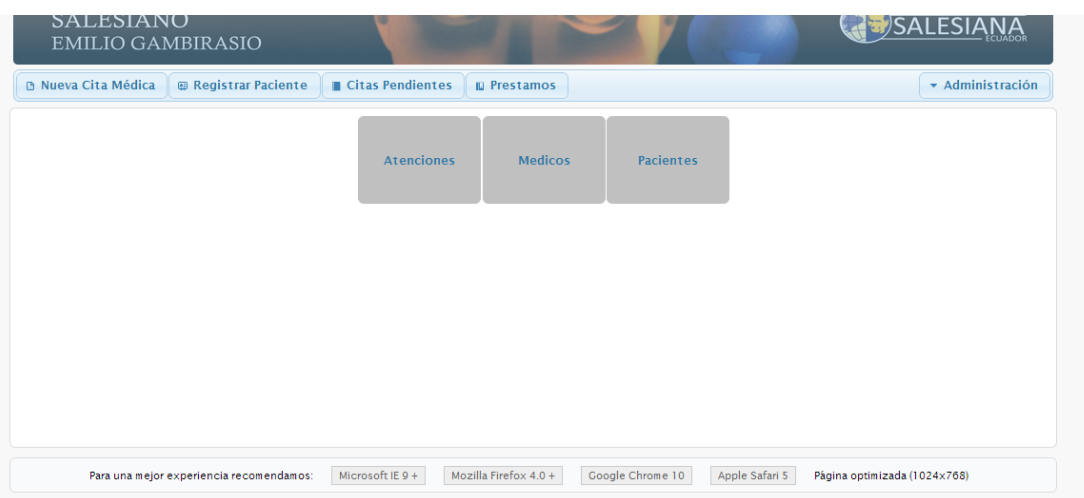 SALESIANO
EMILIO GAMBIRASIO
SALESIANA
ECUADOR
Nueva Cita Médica Registrar Paciente Citas Pendientes Prestamos Administración
Atenciones Medicos Pacientes
Para una mejor experiencia recomendamos: Microsoft IE 9 + Mozilla Firefox 4.0 + Google Chrome 10 Apple Safari 5 Página optimizada (1024x768)